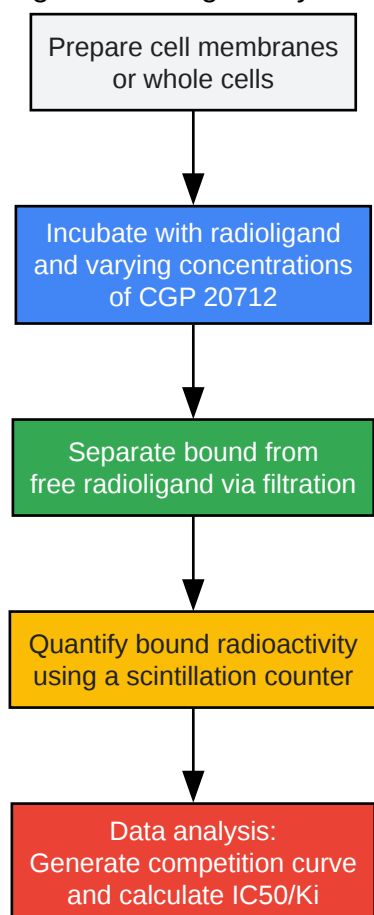 Prepare cell membranes
or whole cells
Incubate with radioligand
and varying concentrations
of CGP 20712
Separate bound from
free radioligand via filtration
Quantify bound radioactivity
using a scintillation counter
Data analysis:
Generate competition curve
and calculate IC50/Ki